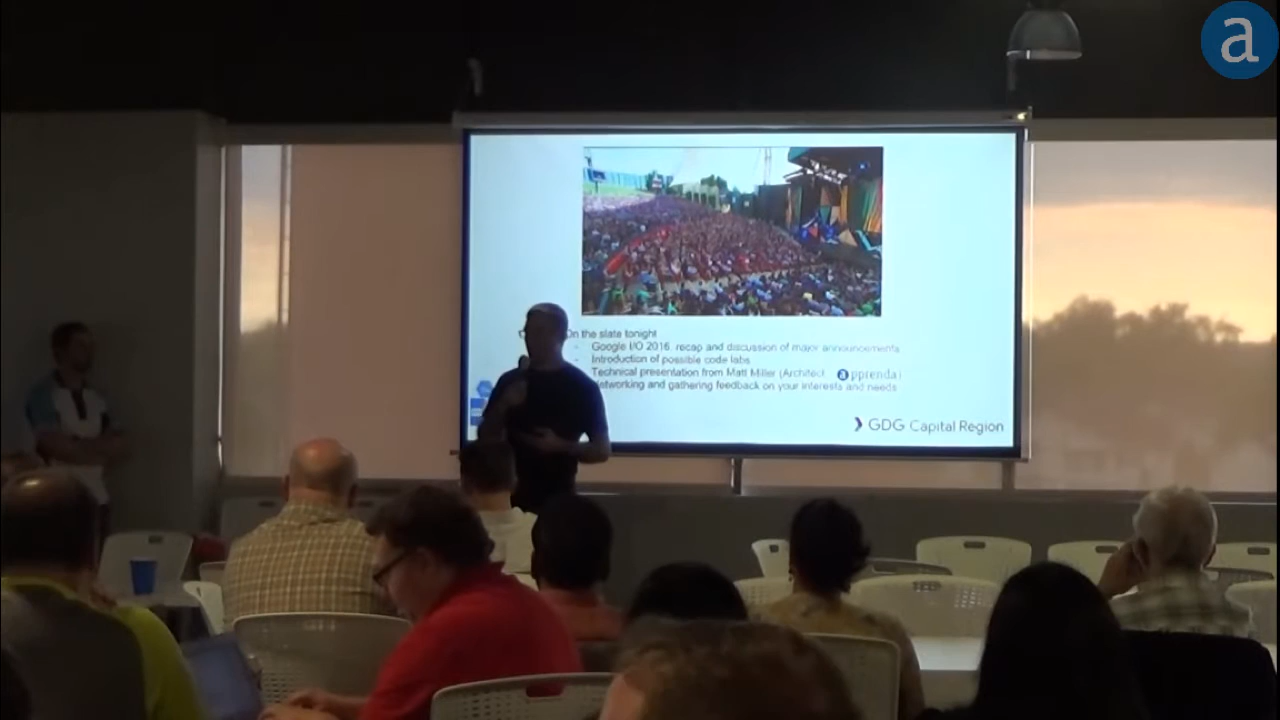 a
On the slate tonight
Google I/O 2016 recap and discussion of major announcements
Introduction of possible code labs
Technical presentation from Matt Miller (Architect apprenda)
networking and gathering feedback on your interests and needs
GDG Capital Region